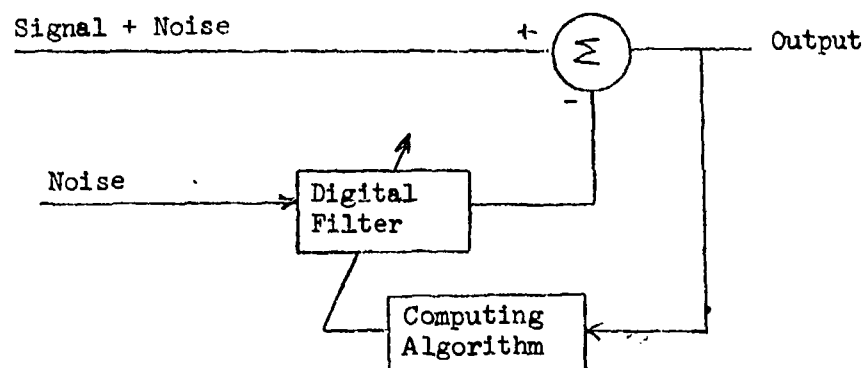 Signal + Noise
+
Σ
Output
-
Noise
Digital
Filter
Computing
Algorithm